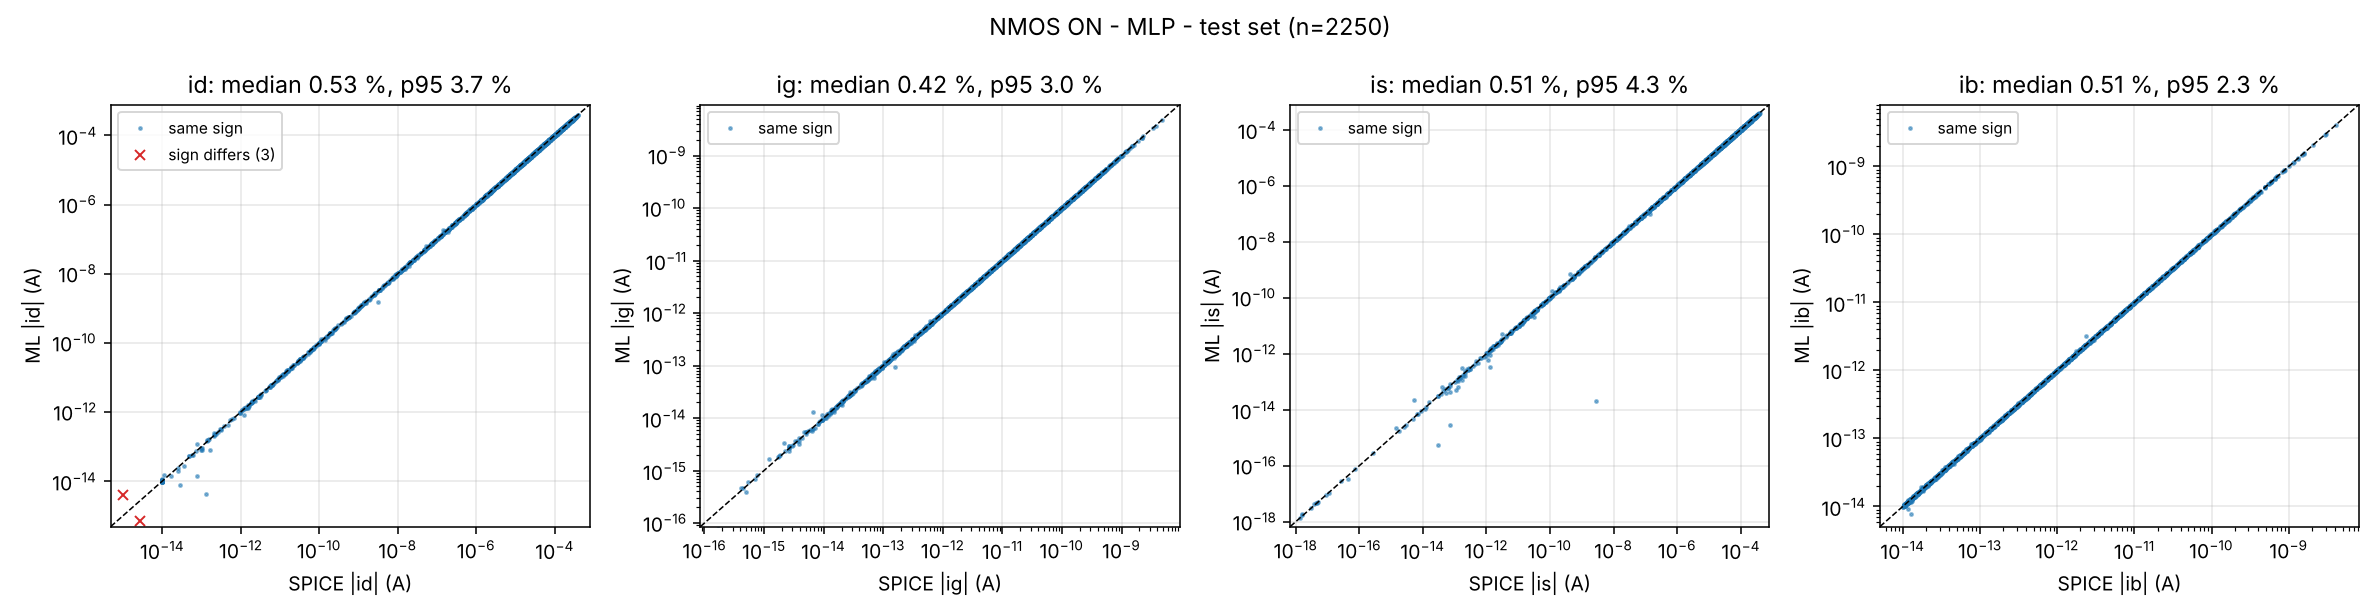 NMOS ON - MLP - test set (n=2250)
id: median 0.53 %, p95 3.7 %
same sign
sign differs (3)
10⁻⁴
10⁻⁶
10⁻⁸
10⁻¹⁰
10⁻¹²
10⁻¹⁴
ML |id| (A)
10⁻¹⁴ 10⁻¹² 10⁻¹⁰ 10⁻⁸ 10⁻⁶ 10⁻⁴
SPICE |id| (A)
ig: median 0.42 %, p95 3.0 %
same sign
10⁻⁹
10⁻¹⁰
10⁻¹¹
10⁻¹²
10⁻¹³
10⁻¹⁴
10⁻¹⁵
10⁻¹⁶
ML |ig| (A)
10⁻¹⁶ 10⁻¹⁵ 10⁻¹⁴ 10⁻¹³ 10⁻¹² 10⁻¹¹ 10⁻¹⁰ 10⁻⁹
SPICE |ig| (A)
is: median 0.51 %, p95 4.3 %
same sign
10⁻⁴
10⁻⁶
10⁻⁸
10⁻¹⁰
10⁻¹²
10⁻¹⁴
10⁻¹⁶
10⁻¹⁸
ML |is| (A)
10⁻¹⁸ 10⁻¹⁶ 10⁻¹⁴ 10⁻¹² 10⁻¹⁰ 10⁻⁸ 10⁻⁶ 10⁻⁴
SPICE |is| (A)
ib: median 0.51 %, p95 2.3 %
same sign
10⁻⁹
10⁻¹⁰
10⁻¹¹
10⁻¹²
10⁻¹³
10⁻¹⁴
ML |ib| (A)
10⁻¹⁴ 10⁻¹³ 10⁻¹² 10⁻¹¹ 10⁻¹⁰ 10⁻⁹
SPICE |ib| (A)